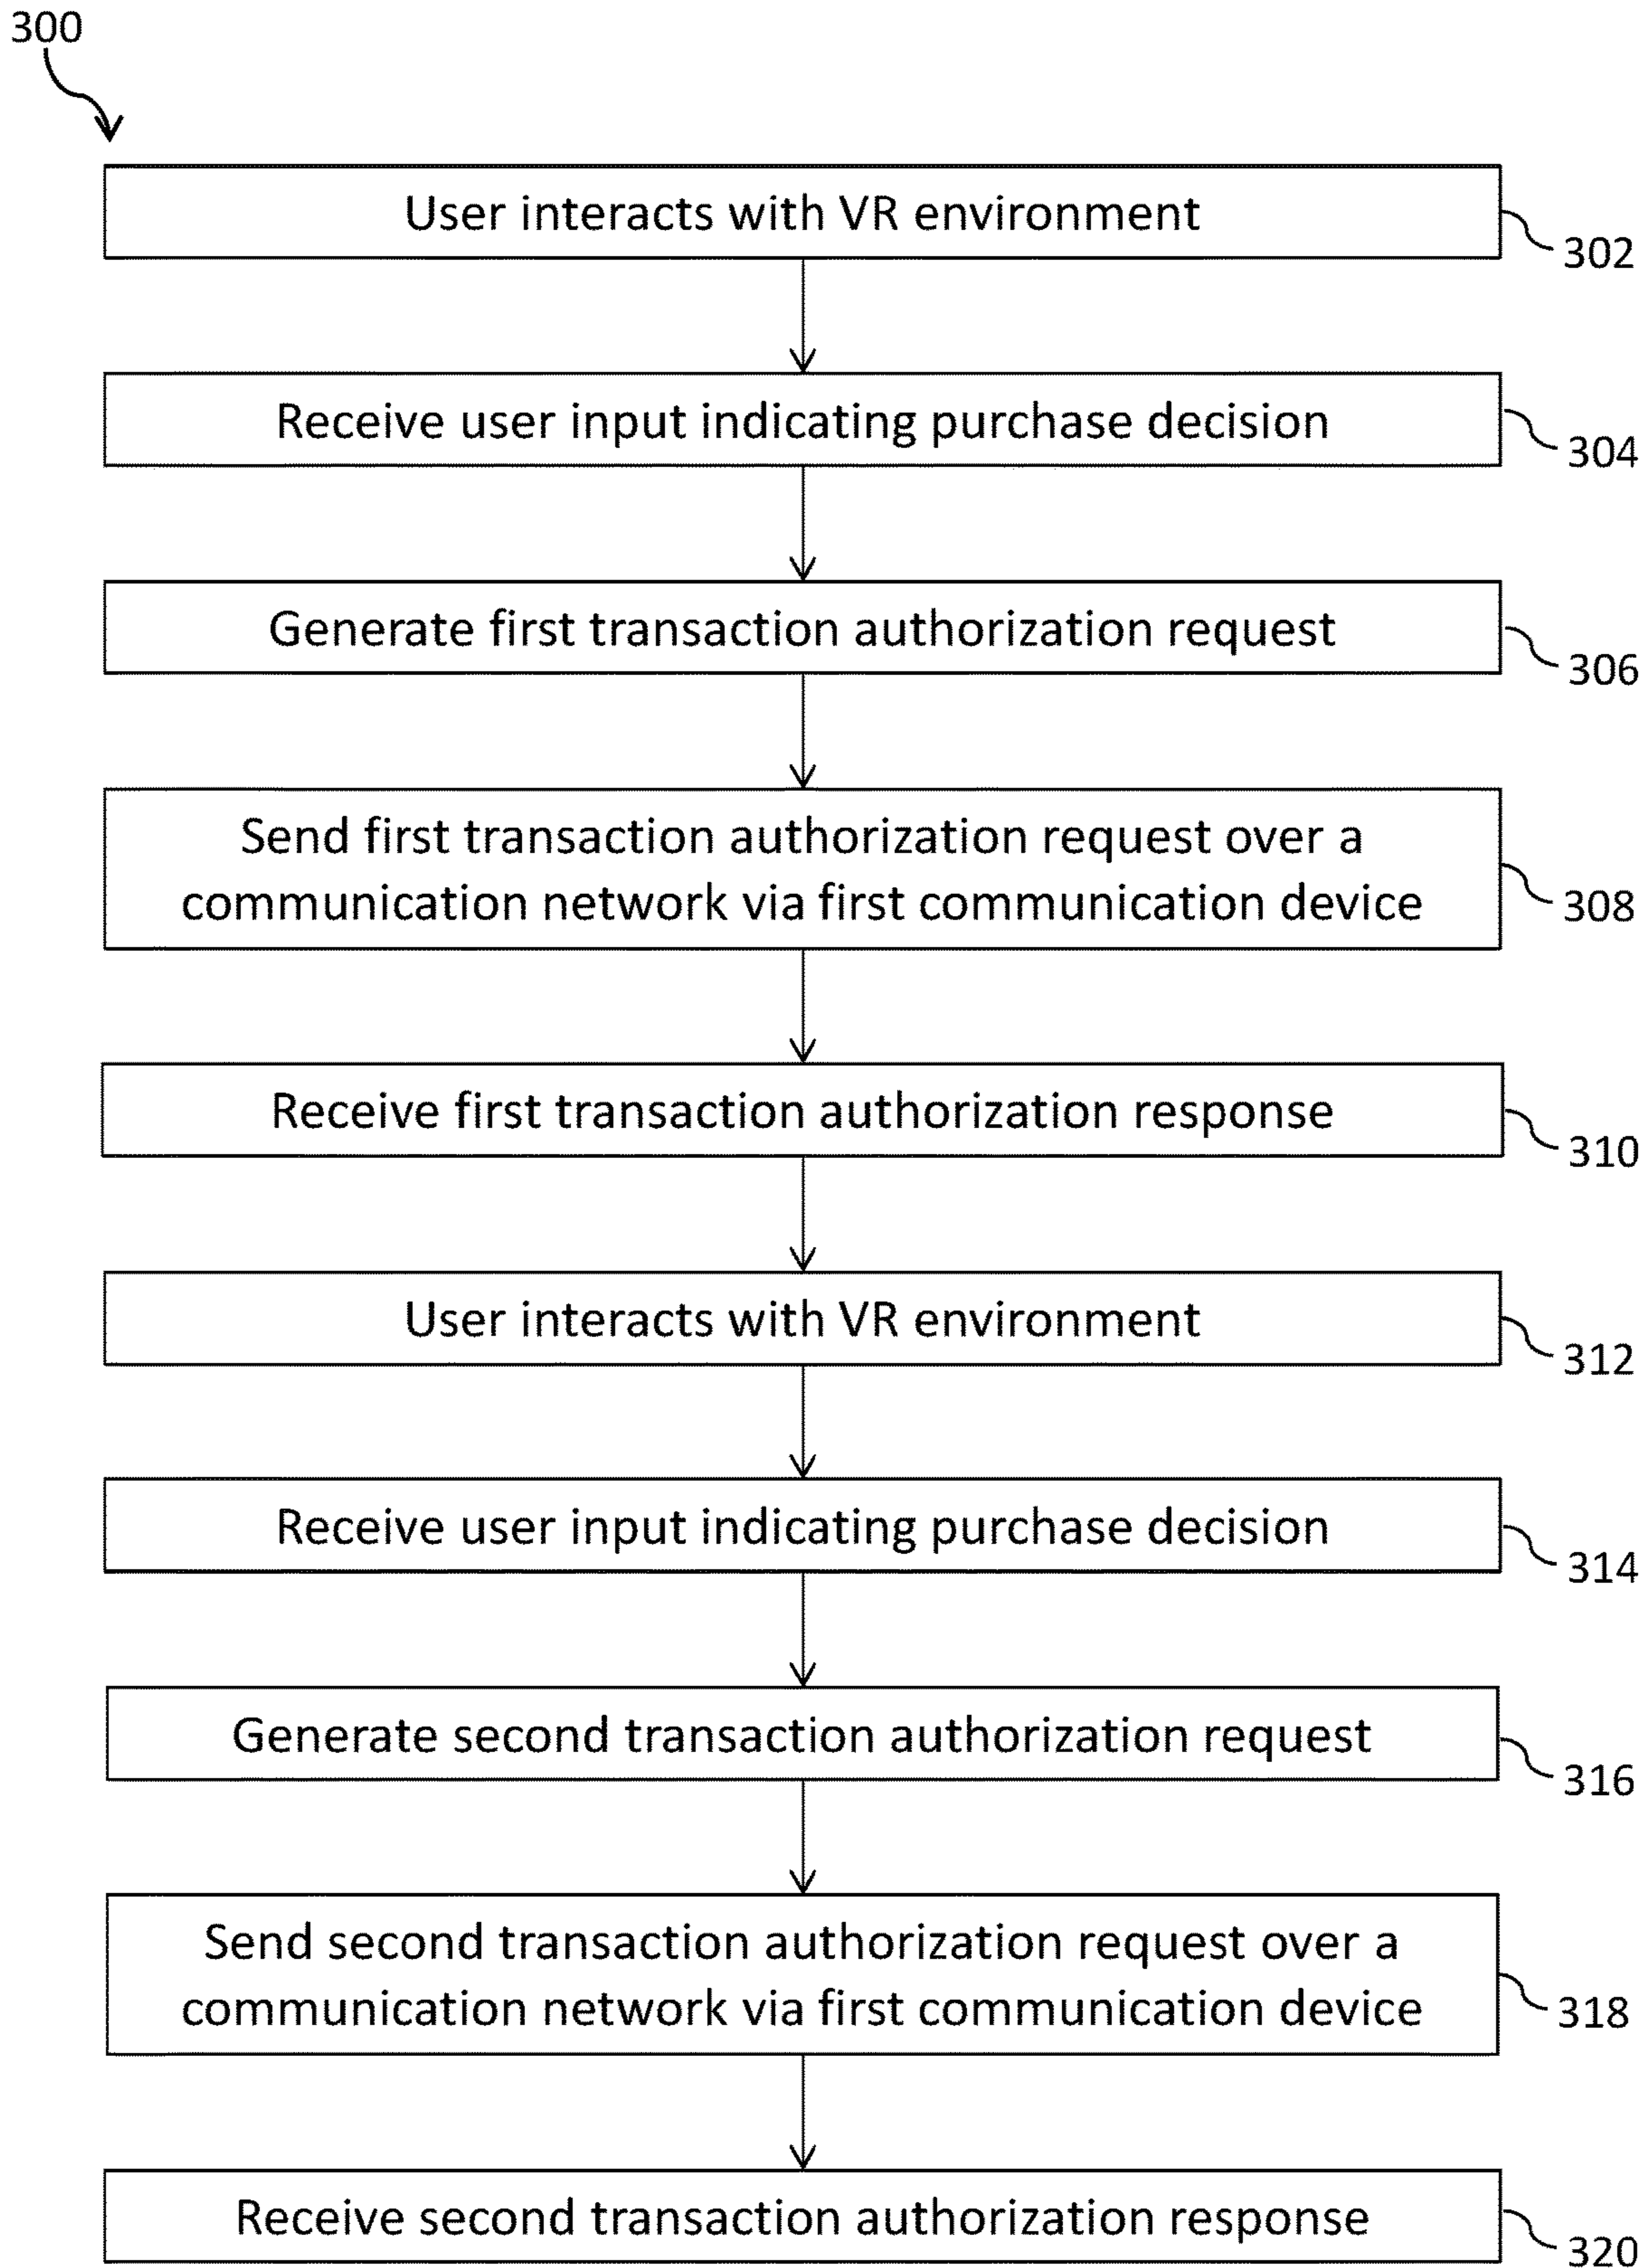 300
User interacts with VR environment
302
Receive user input indicating purchase decision
304
Generate first transaction authorization request
306
Send first transaction authorization request over a
communication network via first communication device
308
Receive first transaction authorization response
310
User interacts with VR environment
312
Receive user input indicating purchase decision
314
Generate second transaction authorization request
316
Send second transaction authorization request over a
communication network via first communication device
318
Receive second transaction authorization response
320